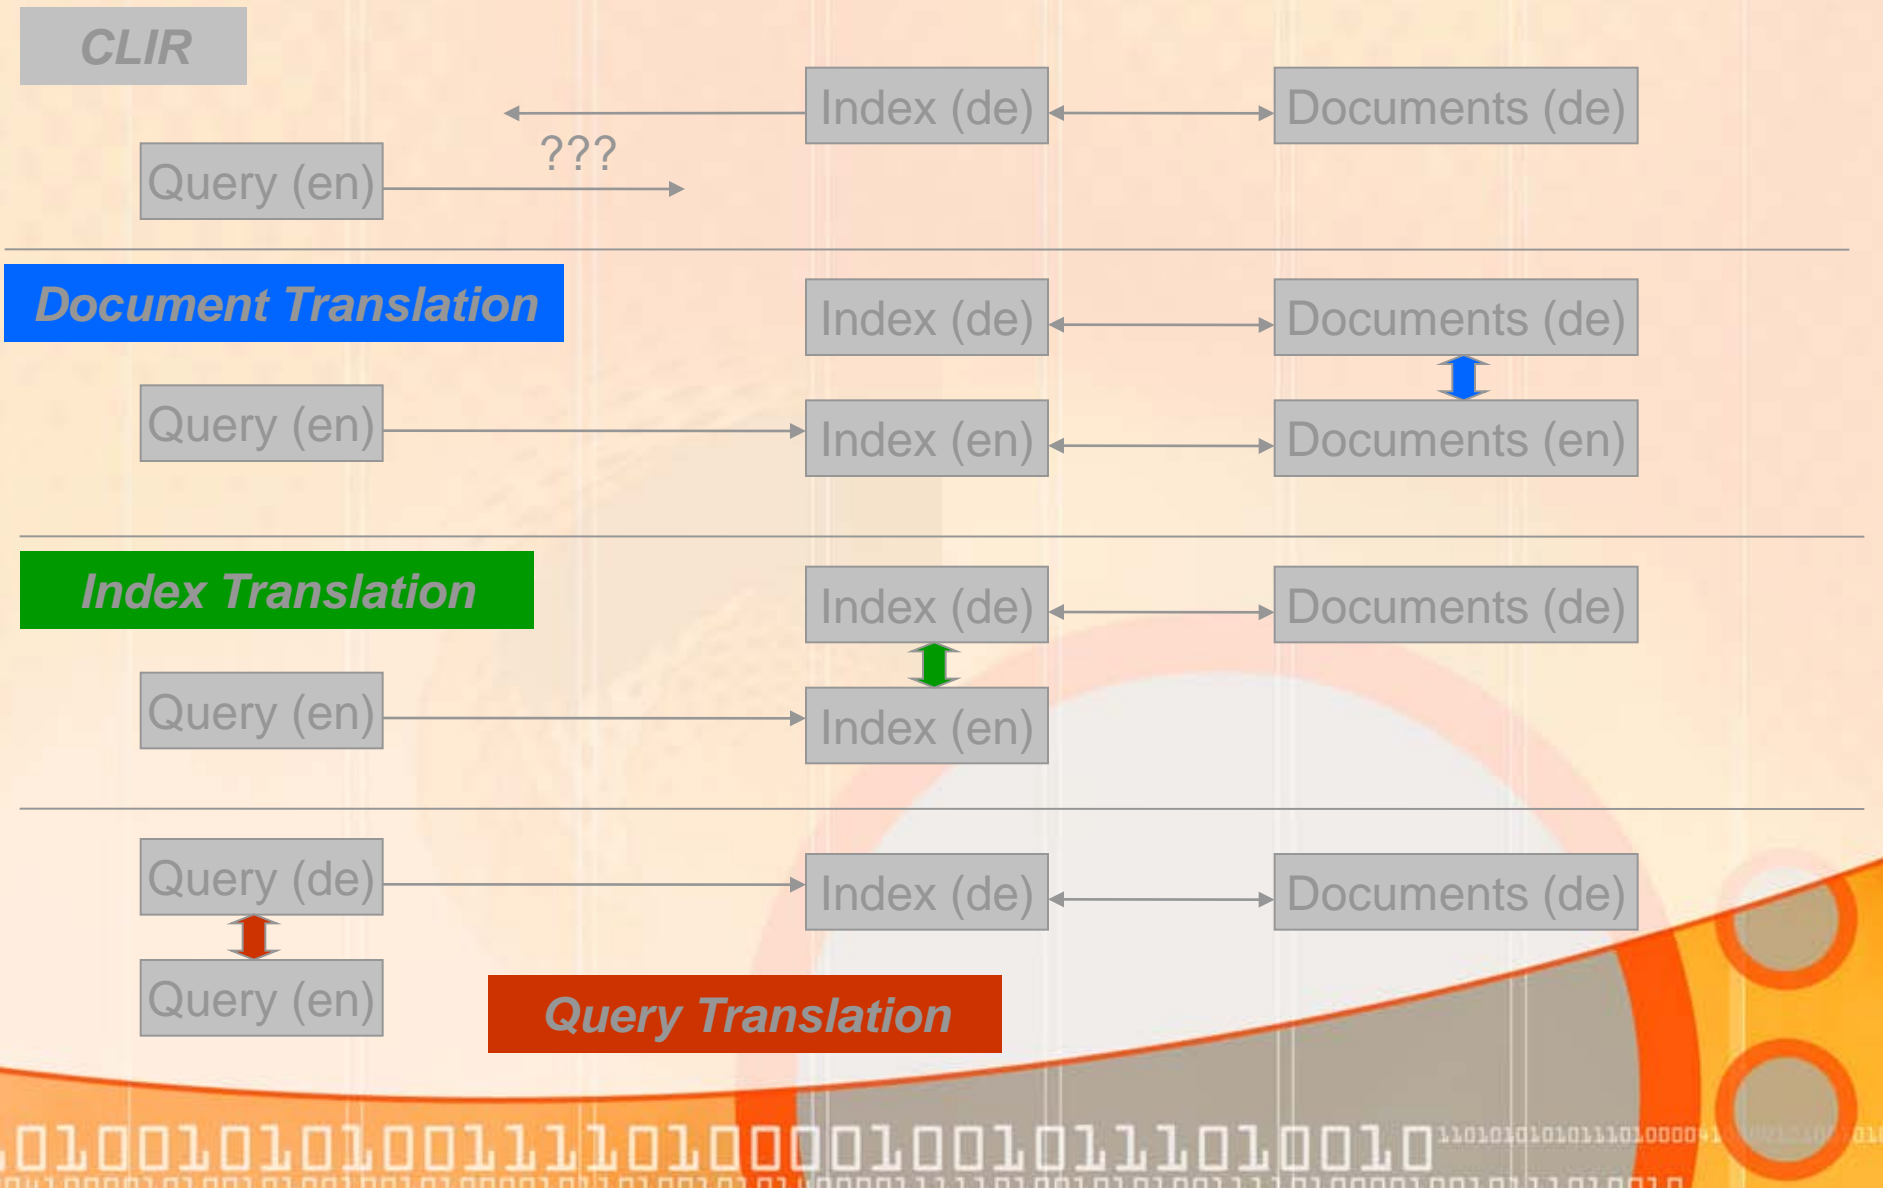 CLIR
Index (de)
Documents (de)
???
Query (en)
Document Translation
Index (de)
Documents (de)
Query (en)
Index (en)
Documents (en)
Index Translation
Index (de)
Documents (de)
Query (en)
Index (en)
Query (de)
Index (de)
Documents (de)
Query (en)
Query Translation